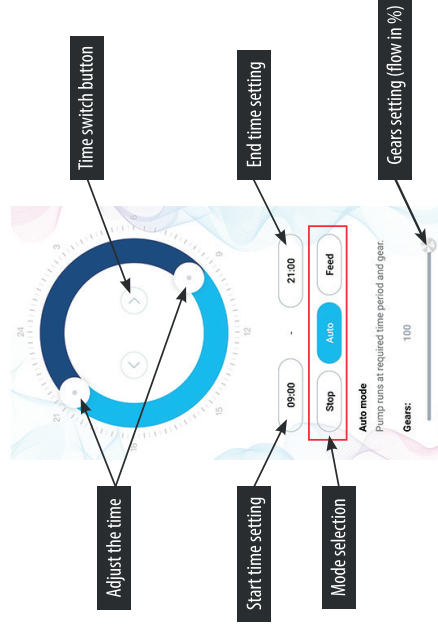 24
21
3
Time switch button
Adjust the time
18
6
15
9
12
Start time setting
End time setting
09:00 - 21:00
Stop Auto Feed
Mode selection
Auto mode
Pump runs at required time period and gear.
Gears setting (flow in %)
Gears: 100